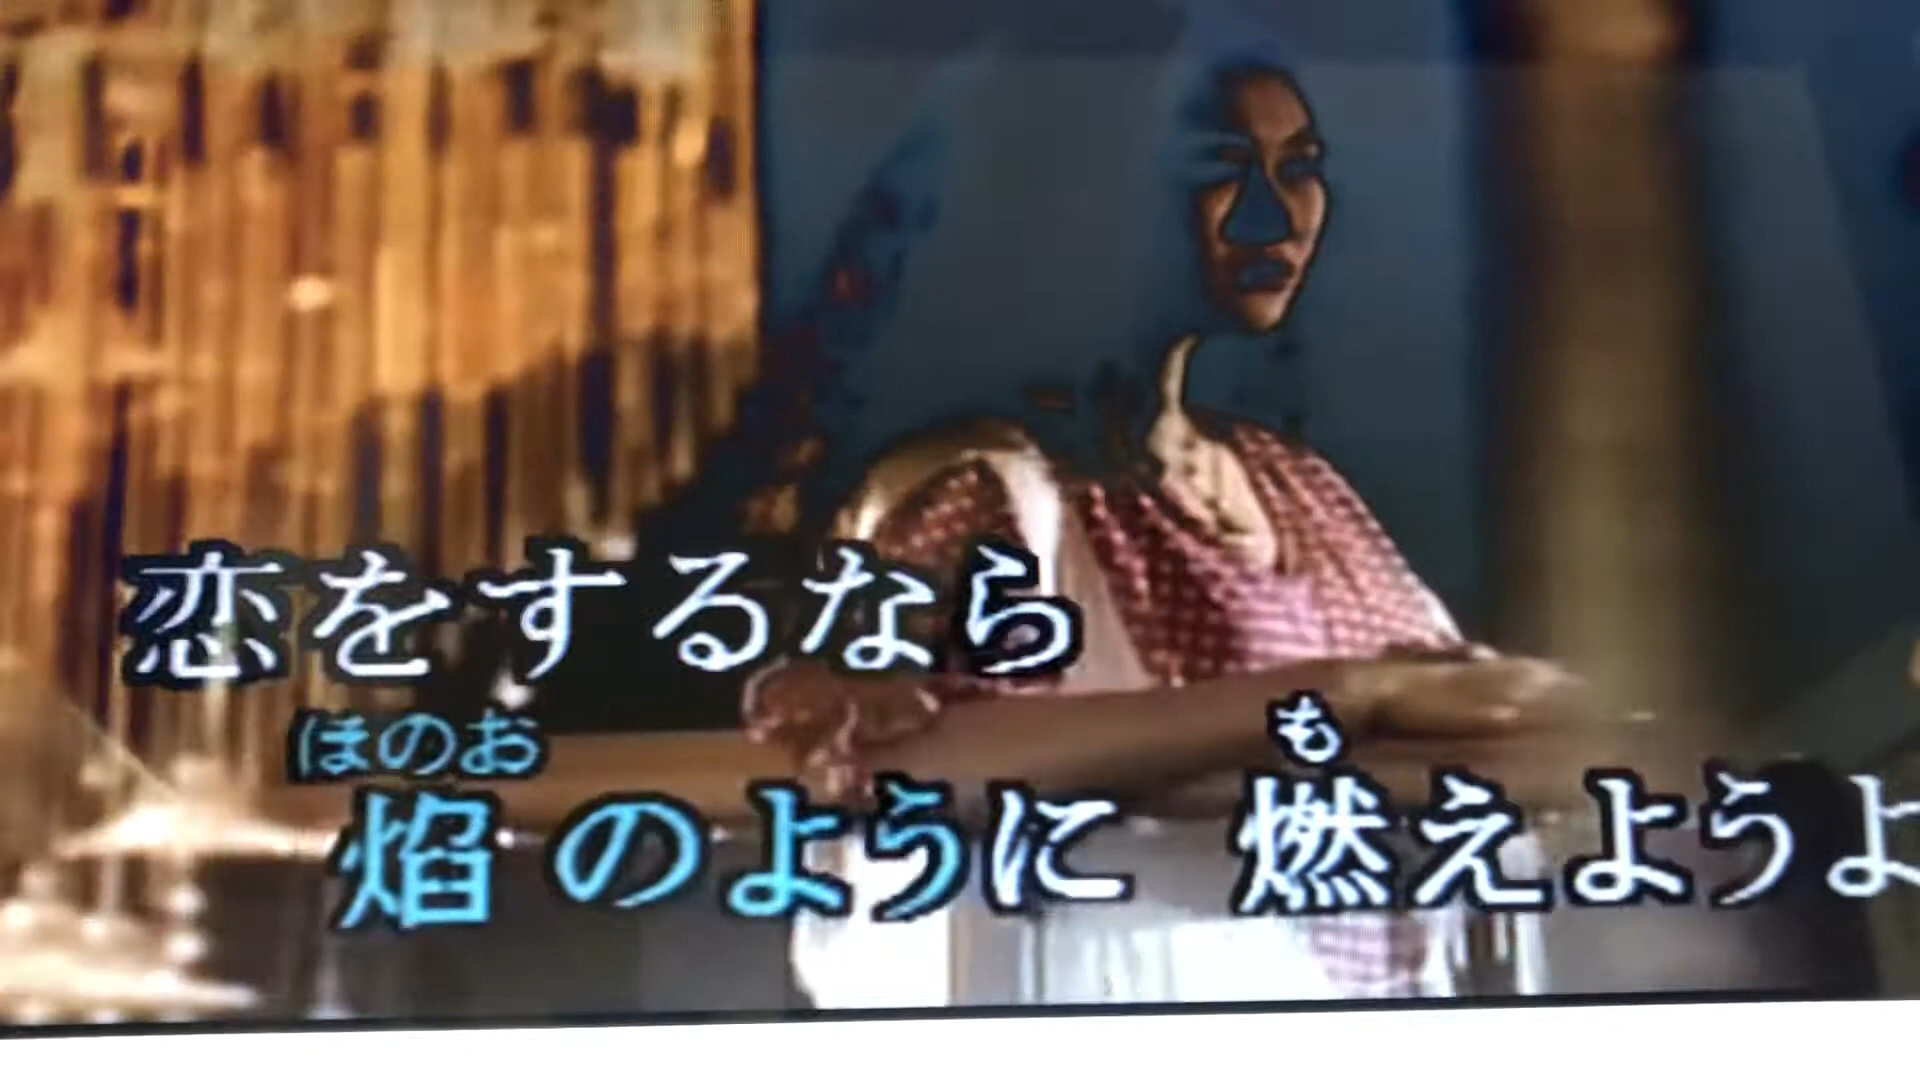 恋をするなら
ほのお
も
焔のように 燃えようよ